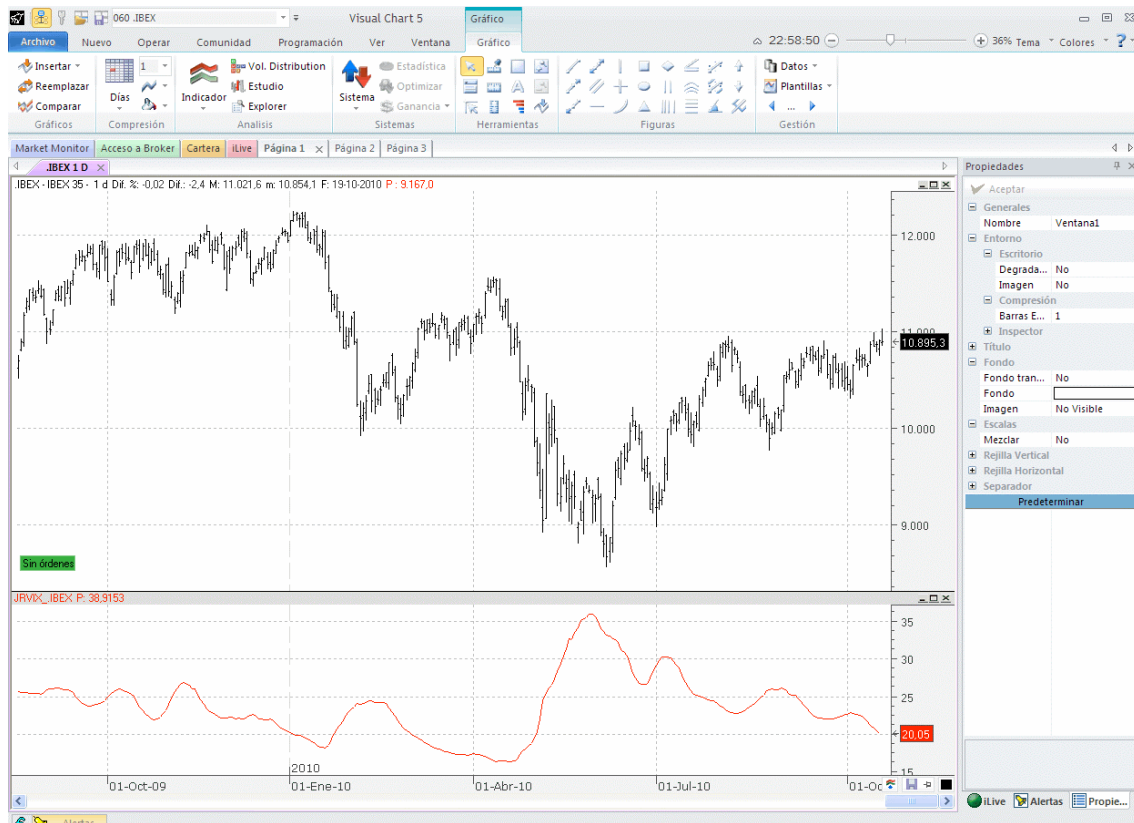 060 .IBEX
Visual Chart 5
Gráfico
Archivo Nuevo Operar Comunidad Programación Ver Ventana Gráfico
22:58:50 36% Tema Colores ?
Insertar
Reemplazar
Comparar
Gráficos
1
Días
Compresión
Indicador
Vol. Distribution
Estudio
Explorer
Analisis
Sistema
Estadística
Optimizar
Ganancia
Sistemas
Herramientas
Figuras
Datos
Plantillas
...
Gestión
Market Monitor Acceso a Broker Cartera iLive Página 1 Página 2 Página 3
.IBEX 1 D
.IBEX - IBEX 35 - 1 d Dif. %: -0,02 Dif.: -2,4 M: 11.021,6 m: 10.854,1 F: 19-10-2010 P : 9.167,0
12.000
11.000
10.895,3
10.000
9.000
Sin órdenes
JRVIX_.IBEX P: 38,9153
35
30
25
20,05
15
2010
01-Oct-09 01-Ene-10 01-Abr-10 01-Jul-10 01-Oc
Propiedades
Aceptar
Generales
Nombre Ventana1
Entorno
Escritorio
Degrada... No
Imagen No
Compresión
Barras E... 1
Inspector
Título
Fondo
Fondo tran... No
Fondo
Imagen No Visible
Escalas
Mezclar No
Rejilla Vertical
Rejilla Horizontal
Separador
Predeterminar
iLive Alertas Propie...
Alertas